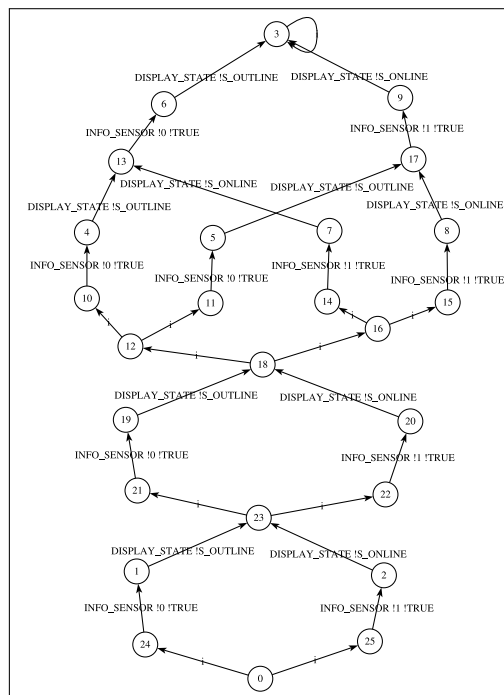 3
i
DISPLAY_STATE !S_OUTLINE
DISPLAY_STATE !S_ONLINE
6
9
INFO_SENSOR !0 !TRUE
INFO_SENSOR !1 !TRUE
13
17
DISPLAY_STATE !S_ONLINE
DISPLAY_STATE !S_OUTLINE
DISPLAY_STATE !S_OUTLINE
DISPLAY_STATE !S_ONLINE
4
5
7
8
INFO_SENSOR !0 !TRUE
INFO_SENSOR !0 !TRUE
INFO_SENSOR !1 !TRUE
INFO_SENSOR !1 !TRUE
10
11
14
15
i
i
i
i
12
16
i
i
18
DISPLAY_STATE !S_OUTLINE
DISPLAY_STATE !S_ONLINE
19
20
INFO_SENSOR !0 !TRUE
INFO_SENSOR !1 !TRUE
21
22
i
i
23
DISPLAY_STATE !S_OUTLINE
DISPLAY_STATE !S_ONLINE
1
2
INFO_SENSOR !0 !TRUE
INFO_SENSOR !1 !TRUE
24
25
i
i
0